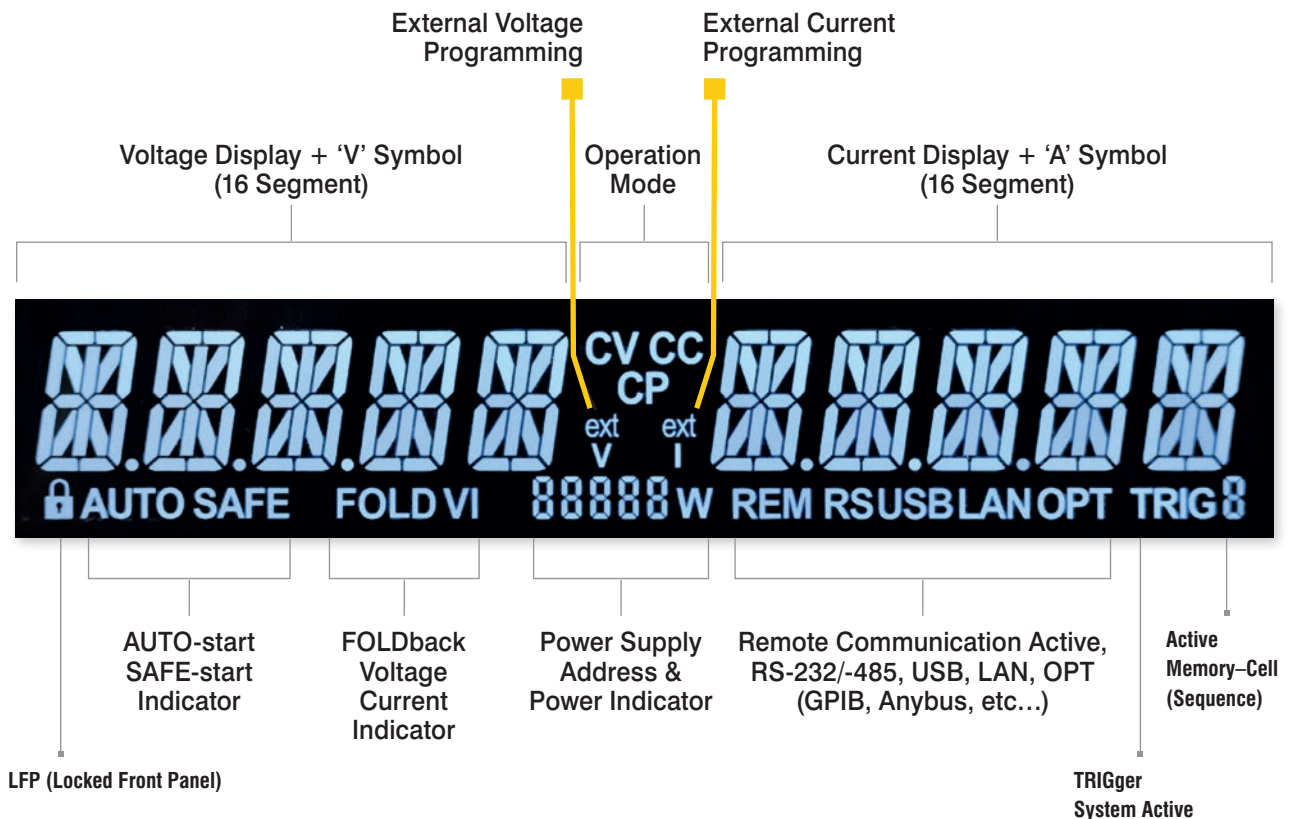 External Voltage
Programming
External Current
Programming
Voltage Display + ‘V’ Symbol
(16 Segment)
Operation
Mode
Current Display + ‘A’ Symbol
(16 Segment)
CV CC
CP
ext
V
ext
I
AUTO SAFE FOLD VI 88888 W REM RS USB LAN OPT TRIG 8
AUTO-start
SAFE-start
Indicator
FOLDback
Voltage
Current
Indicator
Power Supply
Address &
Power Indicator
Remote Communication Active,
RS-232/-485, USB, LAN, OPT
(GPIB, Anybus, etc…)
Active
Memory–Cell
(Sequence)
LFP (Locked Front Panel)
TRIGger
System Active